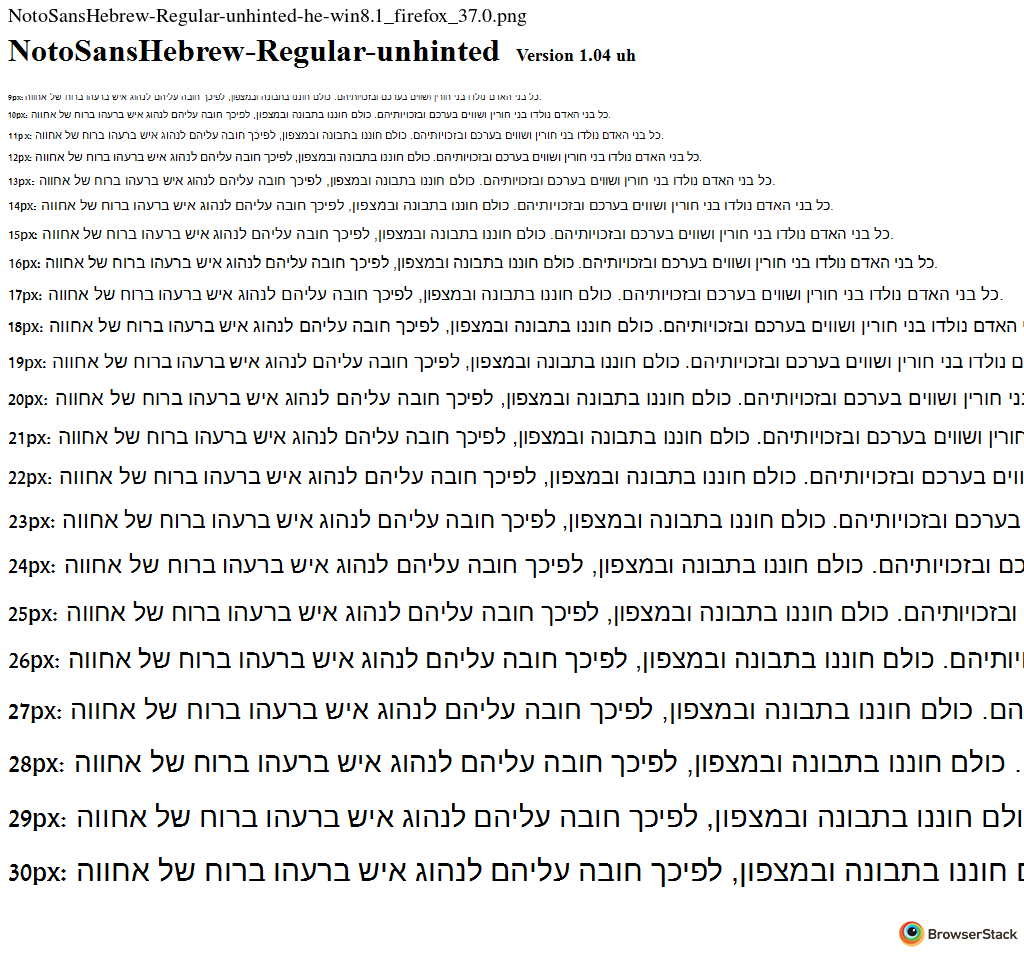 NotoSansHebrew-Regular-unhinted-he-win8.1_firefox_37.0.png
NotoSansHebrew-Regular-unhinted Version 1.04 uh
9px: כל בני האדם נולדו בני חורין ושווים בערכם ובזכויותיהם. כולם חוננו בתבונה ובמצפון, לפיכך חובה עליהם לנהוג איש ברעהו ברוח של אחווה.
10px: כל בני האדם נולדו בני חורין ושווים בערכם ובזכויותיהם. כולם חוננו בתבונה ובמצפון, לפיכך חובה עליהם לנהוג איש ברעהו ברוח של אחווה.
11px: כל בני האדם נולדו בני חורין ושווים בערכם ובזכויותיהם. כולם חוננו בתבונה ובמצפון, לפיכך חובה עליהם לנהוג איש ברעהו ברוח של אחווה.
12px: כל בני האדם נולדו בני חורין ושווים בערכם ובזכויותיהם. כולם חוננו בתבונה ובמצפון, לפיכך חובה עליהם לנהוג איש ברעהו ברוח של אחווה.
13px: כל בני האדם נולדו בני חורין ושווים בערכם ובזכויותיהם. כולם חוננו בתבונה ובמצפון, לפיכך חובה עליהם לנהוג איש ברעהו ברוח של אחווה.
14px: כל בני האדם נולדו בני חורין ושווים בערכם ובזכויותיהם. כולם חוננו בתבונה ובמצפון, לפיכך חובה עליהם לנהוג איש ברעהו ברוח של אחווה.
15px: כל בני האדם נולדו בני חורין ושווים בערכם ובזכויותיהם. כולם חוננו בתבונה ובמצפון, לפיכך חובה עליהם לנהוג איש ברעהו ברוח של אחווה.
16px: כל בני האדם נולדו בני חורין ושווים בערכם ובזכויותיהם. כולם חוננו בתבונה ובמצפון, לפיכך חובה עליהם לנהוג איש ברעהו ברוח של אחווה.
17px: כל בני האדם נולדו בני חורין ושווים בערכם ובזכויותיהם. כולם חוננו בתבונה ובמצפון, לפיכך חובה עליהם לנהוג איש ברעהו ברוח של אחווה.
18px: האדם נולדו בני חורין ושווים בערכם ובזכויותיהם. כולם חוננו בתבונה ובמצפון, לפיכך חובה עליהם לנהוג איש ברעהו ברוח של אחווה
19px: נולדו בני חורין ושווים בערכם ובזכויותיהם. כולם חוננו בתבונה ובמצפון, לפיכך חובה עליהם לנהוג איש ברעהו ברוח של אחווה
20px: חורין ושווים בערכם ובזכויותיהם. כולם חוננו בתבונה ובמצפון, לפיכך חובה עליהם לנהוג איש ברעהו ברוח של אחווה
21px: ושווים בערכם ובזכויותיהם. כולם חוננו בתבונה ובמצפון, לפיכך חובה עליהם לנהוג איש ברעהו ברוח של אחווה
22px: בערכם ובזכויותיהם. כולם חוננו בתבונה ובמצפון, לפיכך חובה עליהם לנהוג איש ברעהו ברוח של אחווה
23px: בערכם ובזכויותיהם. כולם חוננו בתבונה ובמצפון, לפיכך חובה עליהם לנהוג איש ברעהו ברוח של אחווה
24px: ובזכויותיהם. כולם חוננו בתבונה ובמצפון, לפיכך חובה עליהם לנהוג איש ברעהו ברוח של אחווה
25px: ובזכויותיהם. כולם חוננו בתבונה ובמצפון, לפיכך חובה עליהם לנהוג איש ברעהו ברוח של אחווה
26px: כולם חוננו בתבונה ובמצפון, לפיכך חובה עליהם לנהוג איש ברעהו ברוח של אחווה
27px: כולם חוננו בתבונה ובמצפון, לפיכך חובה עליהם לנהוג איש ברעהו ברוח של אחווה
28px: . כולם חוננו בתבונה ובמצפון, לפיכך חובה עליהם לנהוג איש ברעהו ברוח של אחווה
29px: חוננו בתבונה ובמצפון, לפיכך חובה עליהם לנהוג איש ברעהו ברוח של אחווה
30px: חוננו בתבונה ובמצפון, לפיכך חובה עליהם לנהוג איש ברעהו ברוח של אחווה
BrowserStack